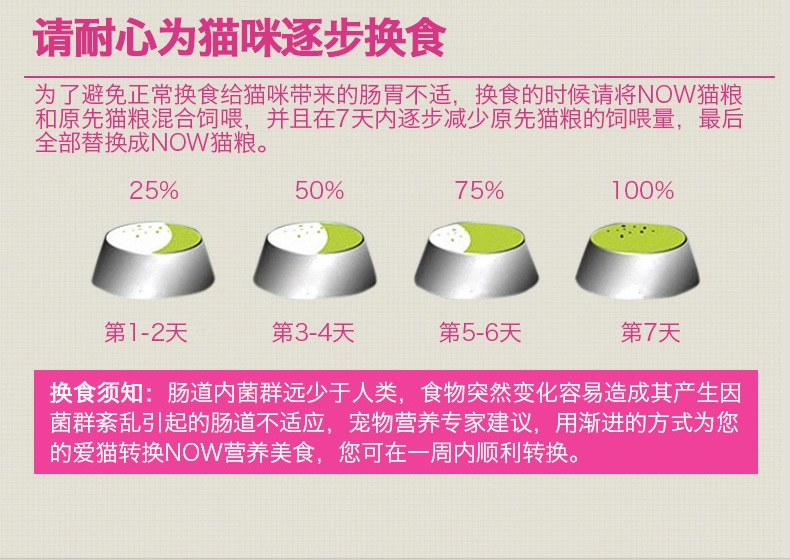 请耐心为猫咪逐步换食
为了避免正常换食给猫咪带来的肠胃不适，换食的时候请将NOW猫粮
和原先猫粮混合饲喂，并且在7天内逐步减少原先猫粮的饲喂量，最后
全部替换成NOW猫粮。
25% 50% 75% 100%
第1-2天 第3-4天 第5-6天 第7天
换食须知：肠道内菌群远少于人类，食物突然变化容易造成其产生因
菌群紊乱引起的肠道不适应，宠物营养专家建议，用渐进的方式为您
的爱猫转换NOW营养美食，您可在一周内顺利转换。